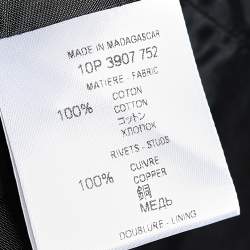 MADE IN MADAGASCAR
10P 3907 752
MATIERE - FABRIC
COTON
100% COTTON
コットン
ХЛОПОК
RIVETS - STUDS
CUIVRE
100% COPPER
銅
МЕДЬ
DOUBLURE - LINING